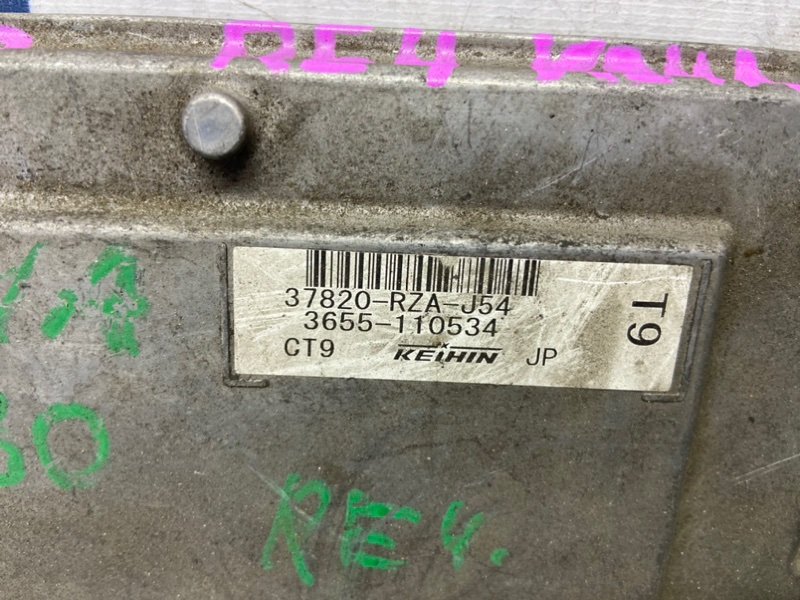 RE4
37820-RZA-J54
3655-110534
CT9 KEIHIN JP
T9
RE4.